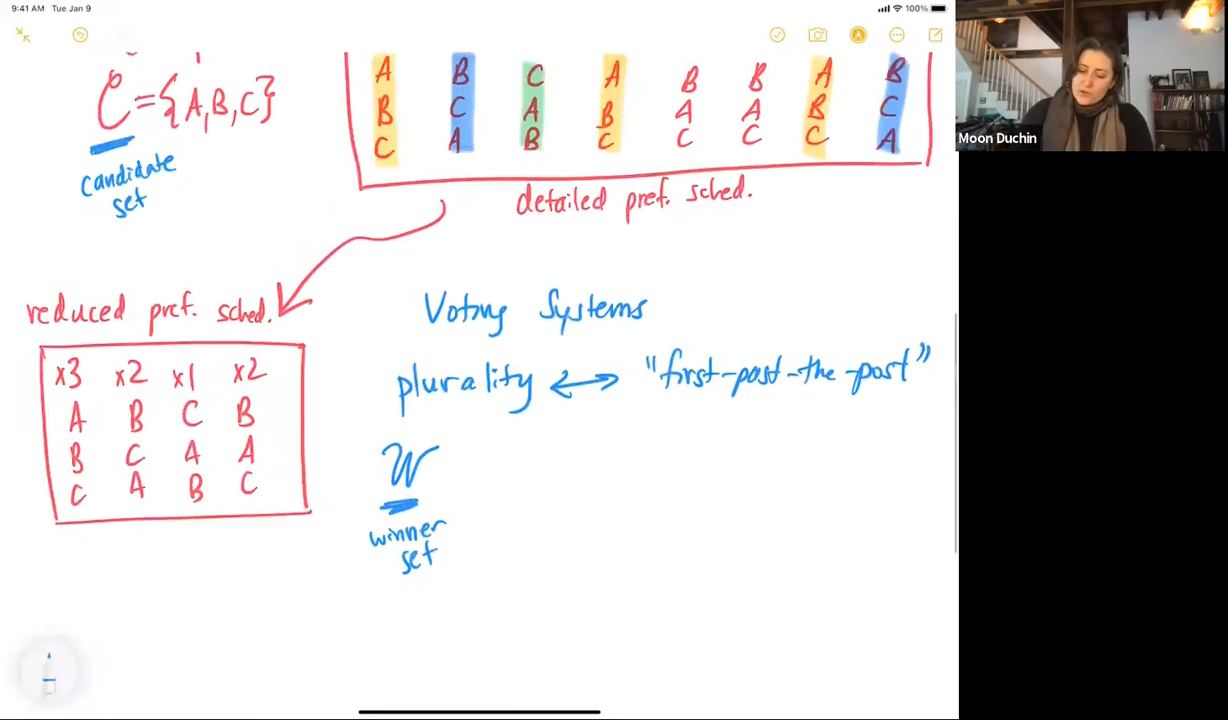 9:41 AM Tue Jan 9
100%
Moon Duchin
C = {A, B, C}
candidate
set
A B C A B B A B
B C A B A A B C
C A B C C C C A
detailed pref. sched.
reduced pref. sched.
x3 x2 x1 x2
A B C B
B C A A
C A B C
Voting Systems
plurality ↔ "first-past-the-post"
W
winner
set